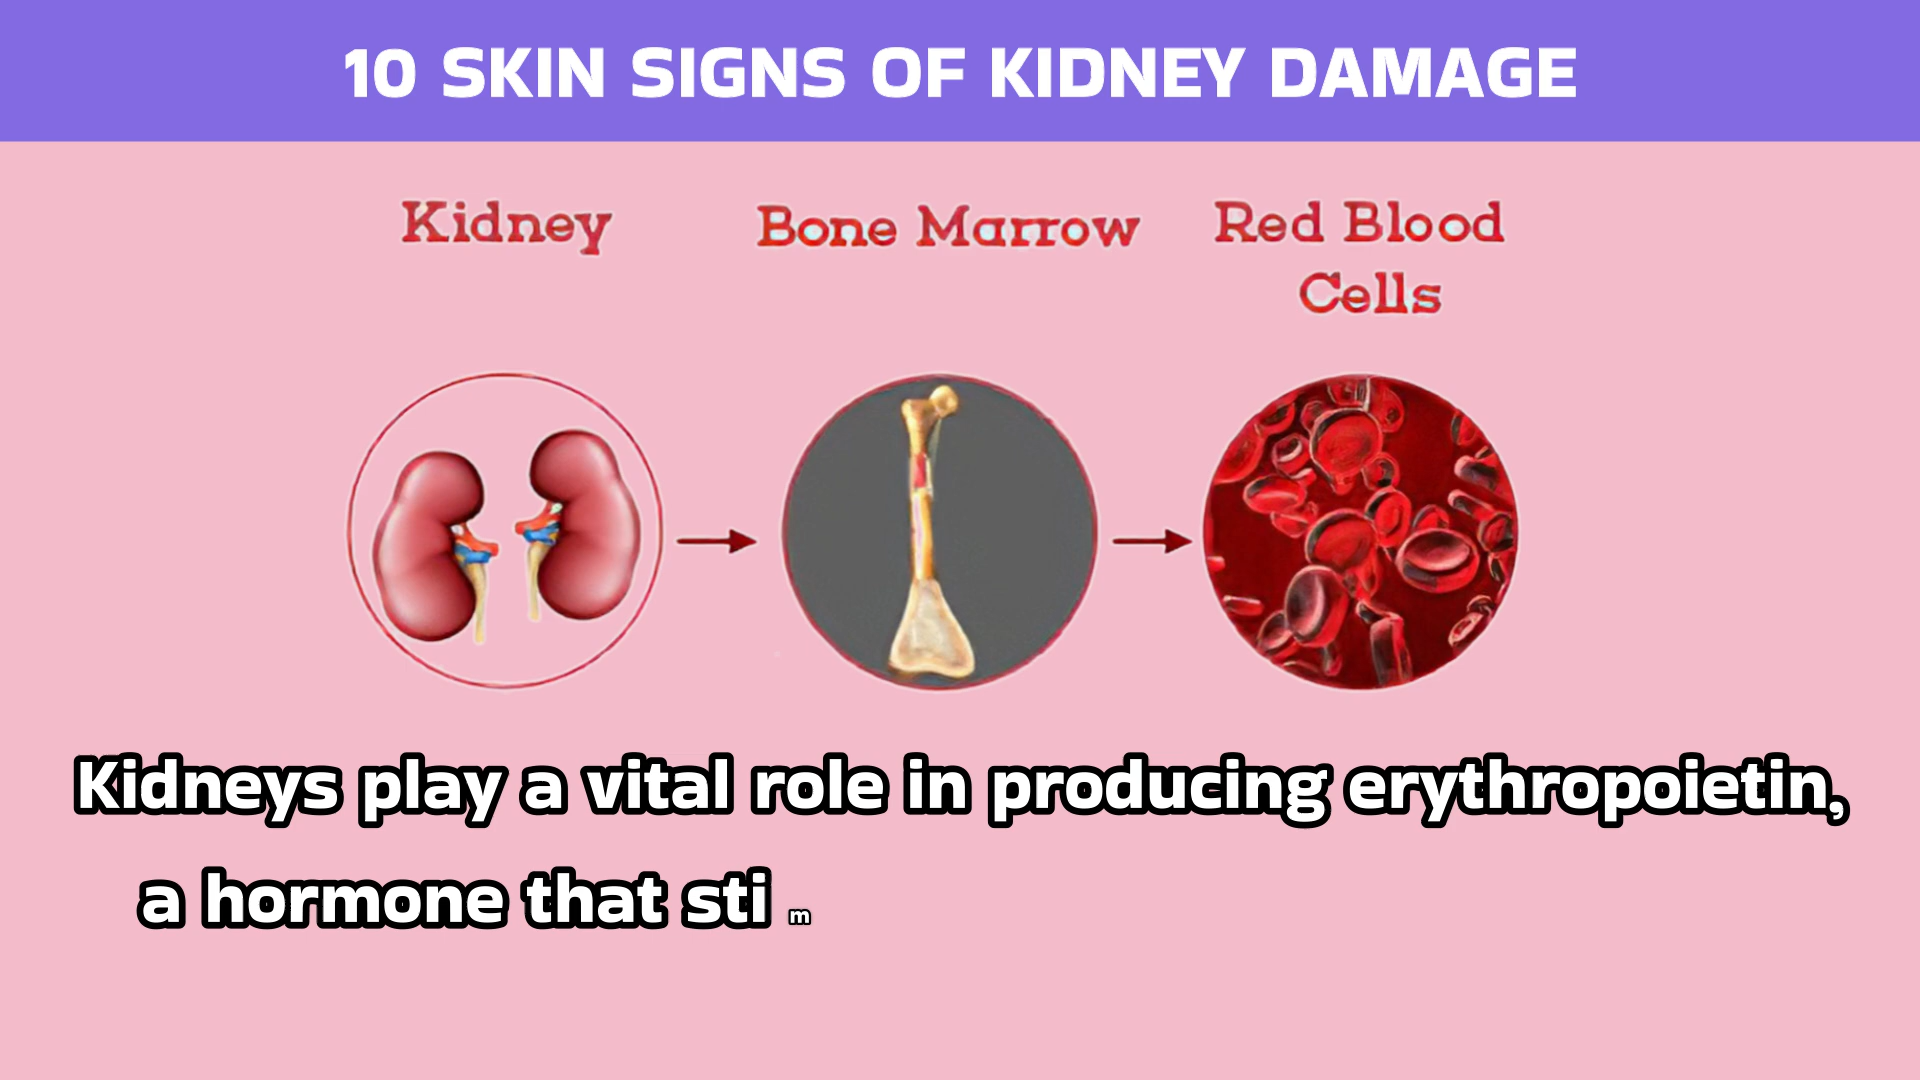 10 SKIN SIGNS OF KIDNEY DAMAGE
Kidney
Bone Marrow
Red Blood
Cells
Kidneys play a vital role in producing erythropoietin,
a hormone that stim